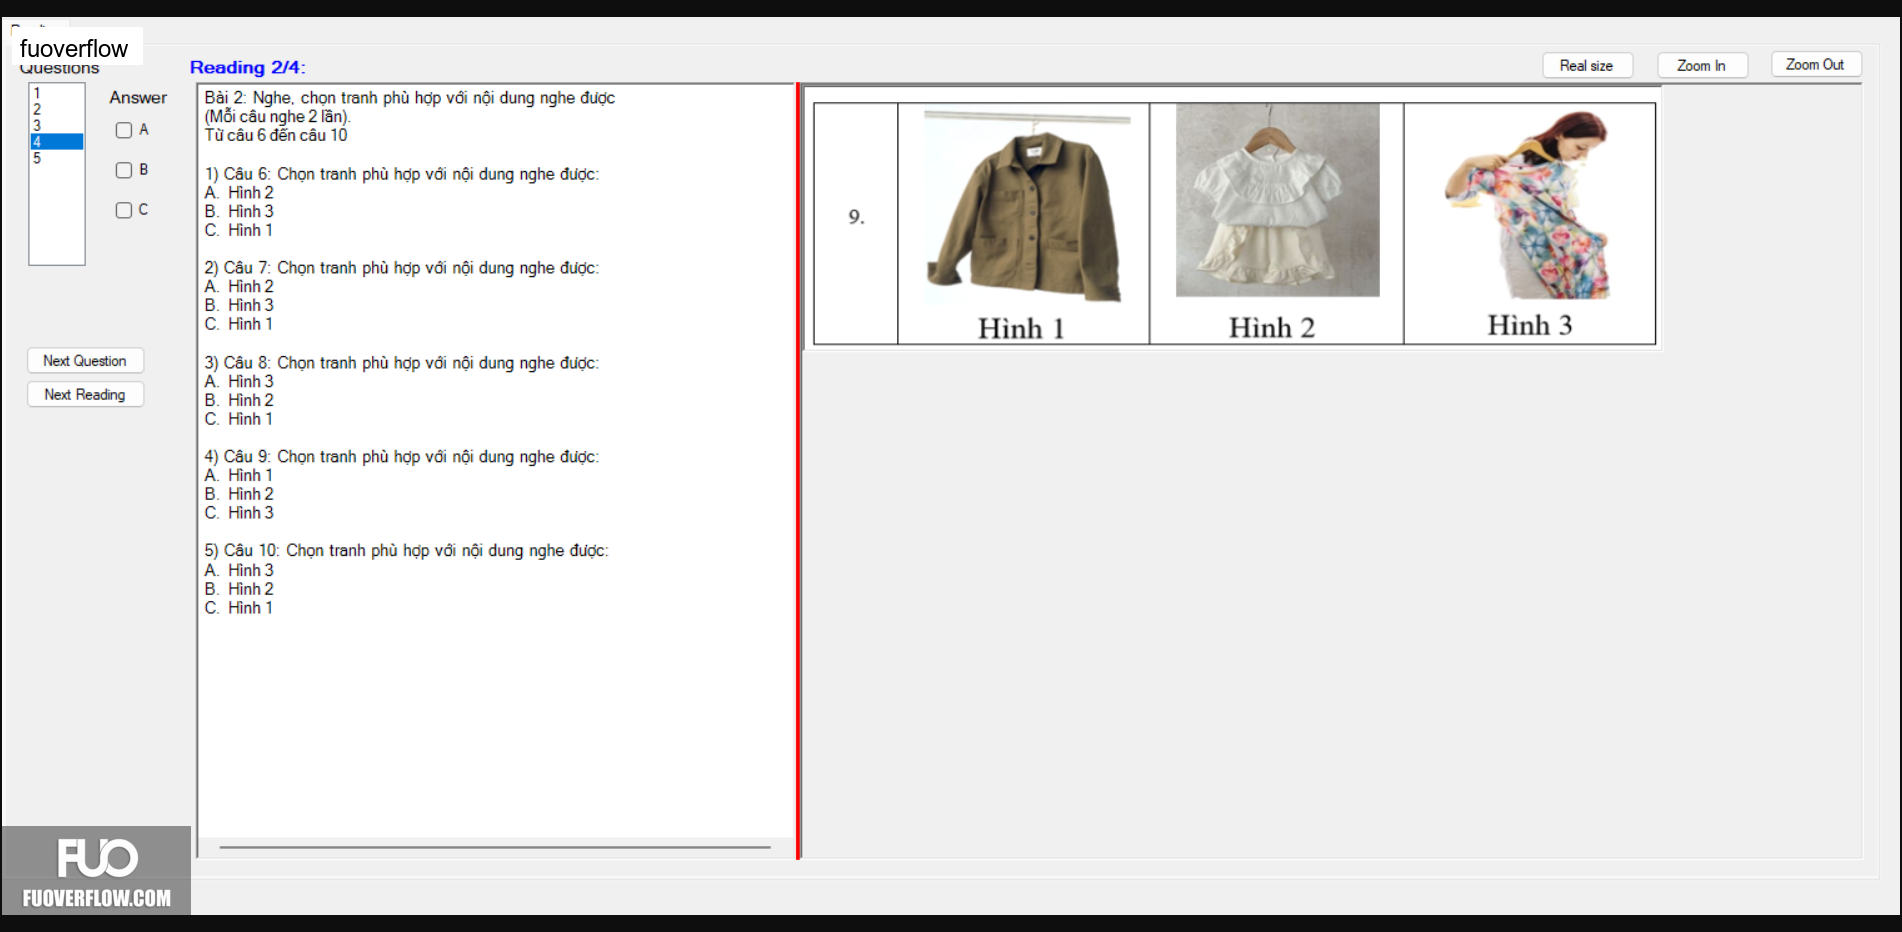 fuoverflow
Questions
Reading 2/4:
Real size
Zoom In
Zoom Out
1
2
3
4
5
Answer
A
B
C
Next Question
Next Reading
Bài 2: Nghe, chọn tranh phù hợp với nội dung nghe được
(Mỗi câu nghe 2 lần).
Từ câu 6 đến câu 10
1) Câu 6: Chọn tranh phù hợp với nội dung nghe được:
A. Hình 2
B. Hình 3
C. Hình 1
2) Câu 7: Chọn tranh phù hợp với nội dung nghe được:
A. Hình 2
B. Hình 3
C. Hình 1
3) Câu 8: Chọn tranh phù hợp với nội dung nghe được:
A. Hình 3
B. Hình 2
C. Hình 1
4) Câu 9: Chọn tranh phù hợp với nội dung nghe được:
A. Hình 1
B. Hình 2
C. Hình 3
5) Câu 10: Chọn tranh phù hợp với nội dung nghe được:
A. Hình 3
B. Hình 2
C. Hình 1
9.
Hình 1
Hình 2
Hình 3
FUO
FUOVERFLOW.COM